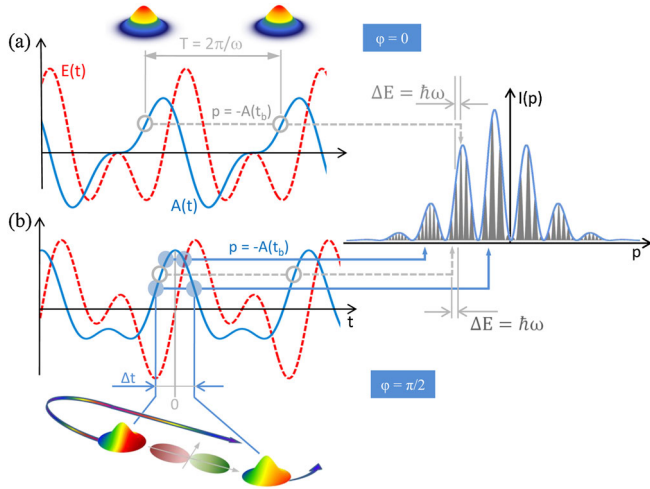 (a)
T = 2π/ω
φ = 0
E(t)
I(p)
ΔE = ħω
p = -A(t_b)
A(t)
(b)
p = -A(t_b)
p
t
ΔE = ħω
Δt
0
φ = π/2